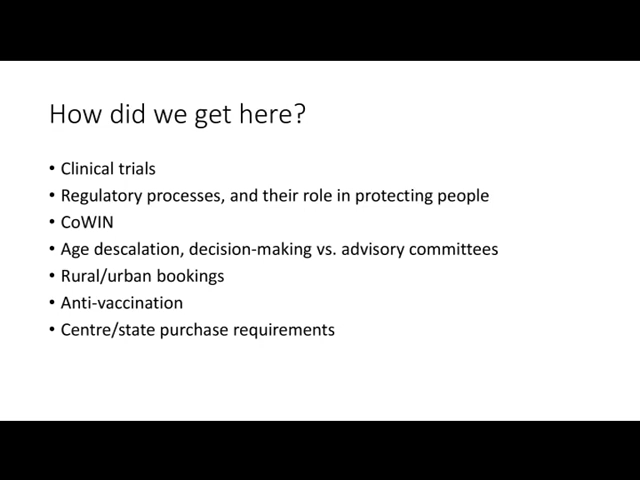 How did we get here?
• Clinical trials
• Regulatory processes, and their role in protecting people
• CoWIN
• Age descalation, decision-making vs. advisory committees
• Rural/urban bookings
• Anti-vaccination
• Centre/state purchase requirements